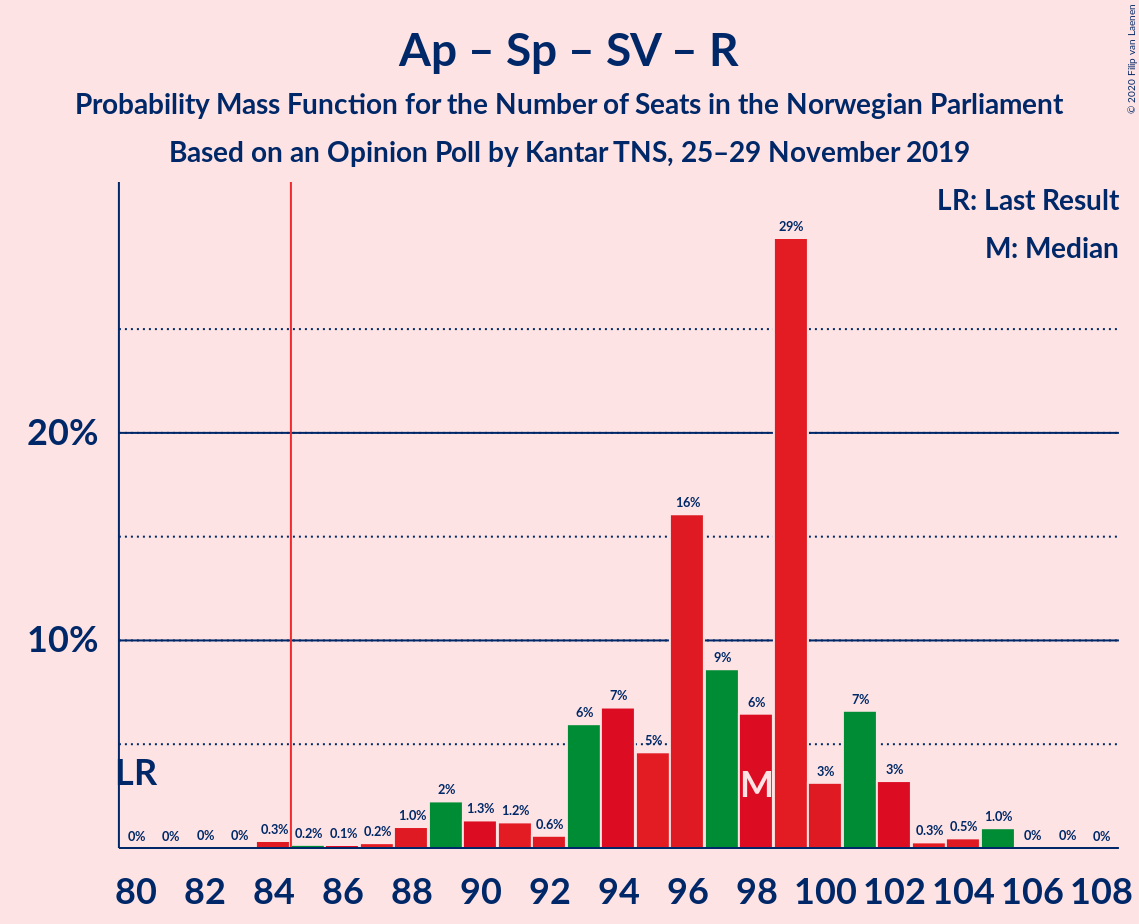 Ap – Sp – SV – R
Probability Mass Function for the Number of Seats in the Norwegian Parliament
Based on an Opinion Poll by Kantar TNS, 25–29 November 2019
© 2020 Filip van Laenen
LR: Last Result
M: Median
29%
20%
16%
10%
9%
7%
7%
6%
6%
5%
LR
M
3%
3%
2%
1.3%
1.2%
1.0%
1.0%
0.6%
0.5%
0.3%
0.3%
0.2%
0.2%
0.1%
0% 0% 0% 0% 0% 0% 0%
80 82 84 86 88 90 92 94 96 98 100 102 104 106 108